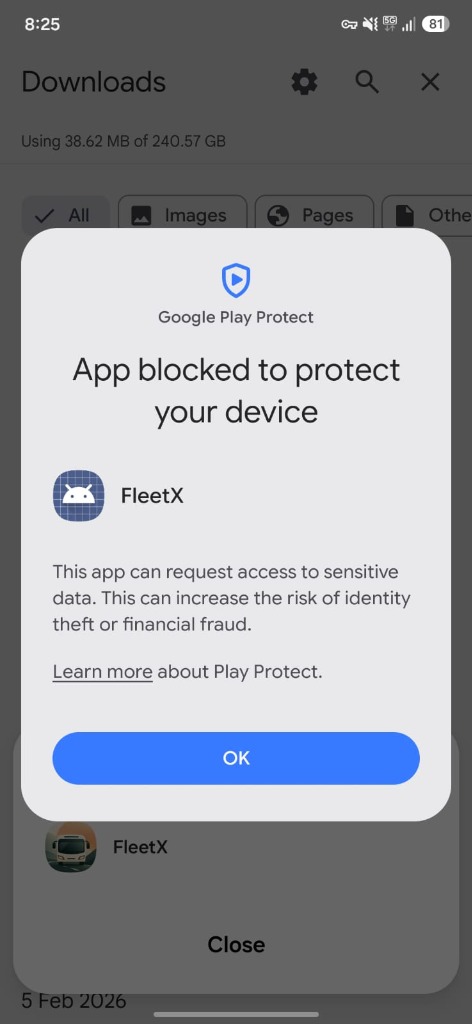 8:25
5G
81
Downloads
Using 38.62 MB of 240.57 GB
All
Images
Pages
Othe
Google Play Protect
App blocked to protect
your device
FleetX
This app can request access to sensitive
data. This can increase the risk of identity
theft or financial fraud.
Learn more about Play Protect.
OK
FleetX
Close
5 Feb 2026